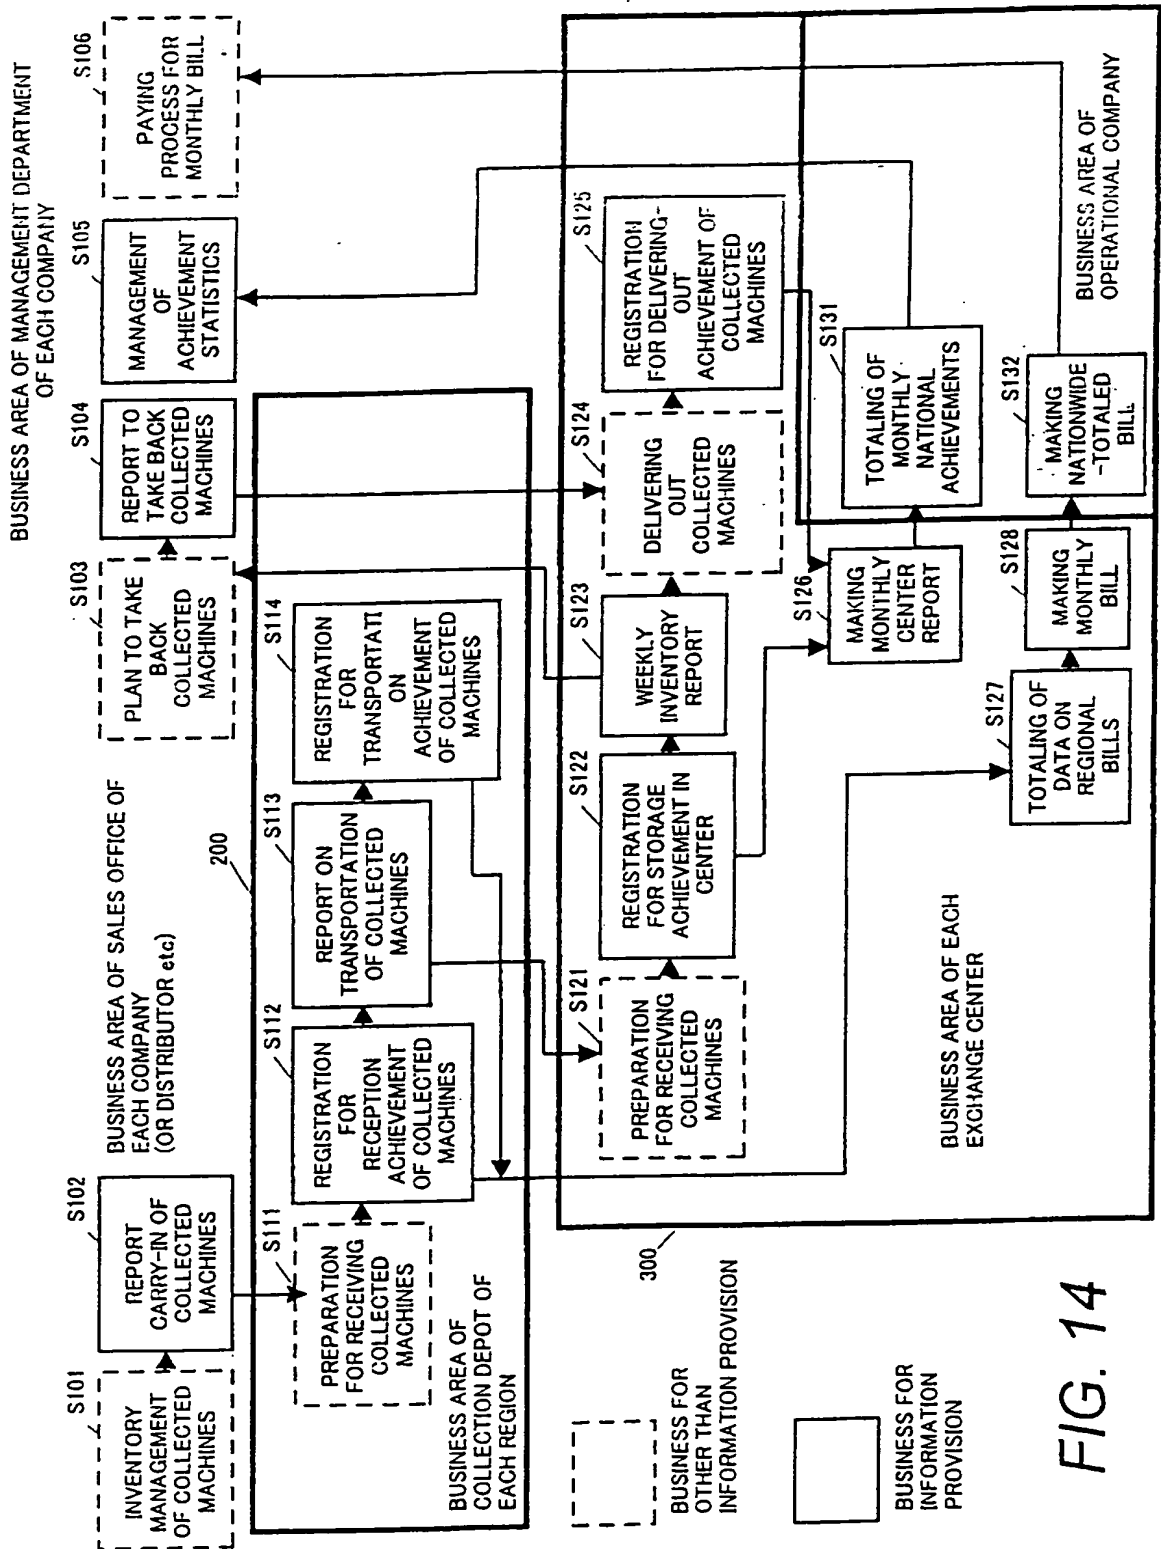 BUSINESS AREA OF MANAGEMENT DEPARTMENT
OF EACH COMPANY
BUSINESS AREA OF SALES OFFICE OF
EACH COMPANY
(OR DISTRIBUTOR etc)
S101
INVENTORY
MANAGEMENT
OF COLLECTED
MACHINES
S102
REPORT
CARRY-IN OF
COLLECTED
MACHINES
S103
PLAN TO TAKE
BACK
COLLECTED
MACHINES
S104
REPORT TO
TAKE BACK
COLLECTED
MACHINES
S105
MANAGEMENT
OF
ACHIEVEMENT
STATISTICS
S106
PAYING
PROCESS FOR
MONTHLY BILL
200
S111
PREPARATION
FOR RECEIVING
COLLECTED
MACHINES
S112
REGISTRATION
FOR
RECEPTION
ACHIEVEMENT
OF COLLECTED
MACHINES
S113
REPORT ON
TRANSPORTATION
OF COLLECTED
MACHINES
S114
REGISTRATION
FOR
TRANSPORTATI
ON
ACHIEVEMENT
OF COLLECTED
MACHINES
BUSINESS AREA OF
COLLECTION DEPOT OF
EACH REGION
S121
PREPARATION
FOR RECEIVING
COLLECTED
MACHINES
S122
REGISTRATION
FOR STORAGE
ACHIEVEMENT IN
CENTER
S123
WEEKLY
INVENTORY
REPORT
S124
DELIVERING
OUT
COLLECTED
MACHINES
S125
REGISTRATION
FOR DELIVERING-
OUT
ACHIEVEMENT OF
COLLECTED
MACHINES
S126
MAKING
MONTHLY
CENTER
REPORT
S131
TOTALING OF
MONTHLY
NATIONAL
ACHIEVEMENTS
S127
TOTALING OF
DATA ON
REGIONAL
BILLS
S128
MAKING
MONTHLY
BILL
S132
MAKING
NATIONWIDE
-TOTALED
BILL
BUSINESS AREA OF EACH
EXCHANGE CENTER
BUSINESS AREA OF
OPERATIONAL COMPANY
300
BUSINESS FOR
OTHER THAN
INFORMATION PROVISION
BUSINESS FOR
INFORMATION
PROVISION
FIG. 14